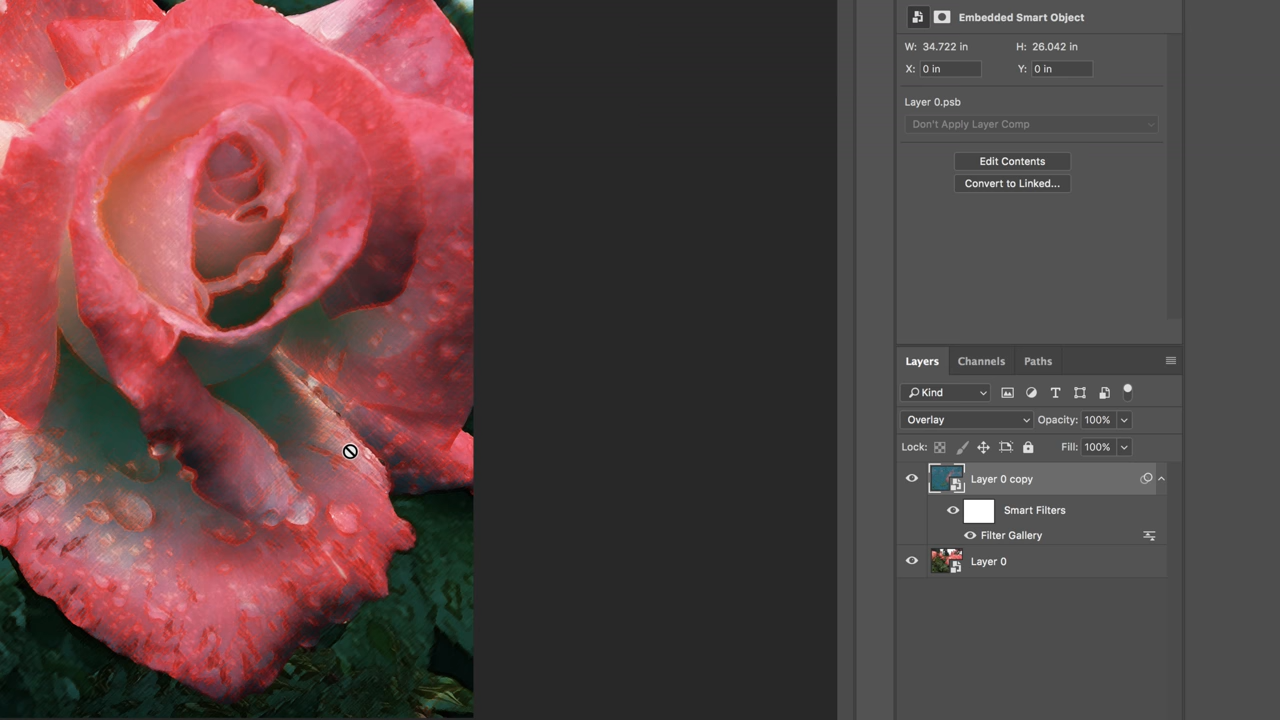 Embedded Smart Object
W: 34.722 in H: 26.042 in
X: 0 in Y: 0 in
Layer 0.psb
Don't Apply Layer Comp
Edit Contents
Convert to Linked...
Layers Channels Paths
Kind
Overlay Opacity: 100%
Lock: Fill: 100%
Layer 0 copy
Smart Filters
Filter Gallery
Layer 0